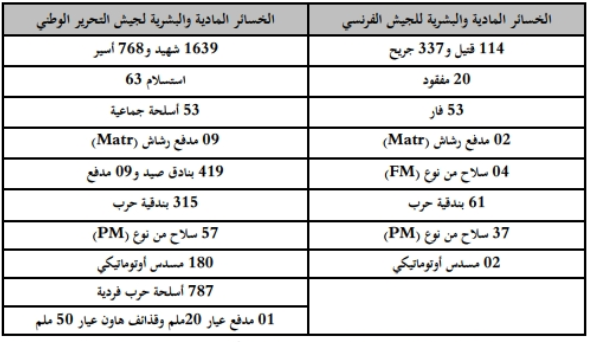 الخسائر المادية والبشرية للجيش الفرنسي	الخسائر المادية والبشرية لجيش التحرير الوطني
114 قتيل و337 جريح	1639 شهيد و768 أسير
20 مفقود	استسلام 63
53 فار	53 أسلحة جماعية
02 مدفع رشاش (Matr)	09 مدفع رشاش (Matr)
04 سلاح من نوع (FM)	419 بنادق صيد و09 مدفع
61 بندقية حرب	315 بندقية حرب
37 سلاح من نوع (PM)	57 سلاح من نوع (PM)
02 مسدس أوتوماتيكي	180 مسدس أوتوماتيكي
787 أسلحة حرب فردية
01 مدفع عيار 20ملم وقذائف هاون عيار 50 ملم